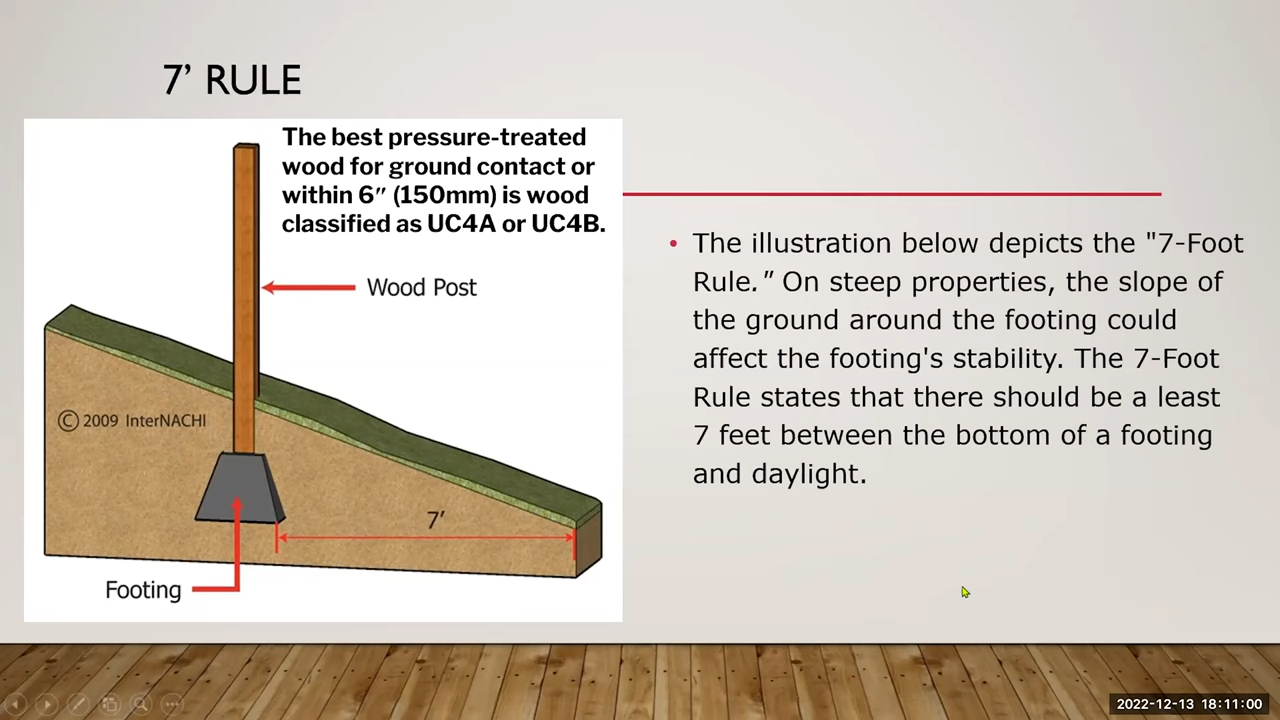 7’ RULE
The best pressure-treated
wood for ground contact or
within 6″ (150mm) is wood
classified as UC4A or UC4B.
Wood Post
© 2009 InterNACHI
7′
Footing
• The illustration below depicts the "7-Foot
Rule.” On steep properties, the slope of
the ground around the footing could
affect the footing's stability. The 7-Foot
Rule states that there should be a least
7 feet between the bottom of a footing
and daylight.
2022-12-13 18:11:00